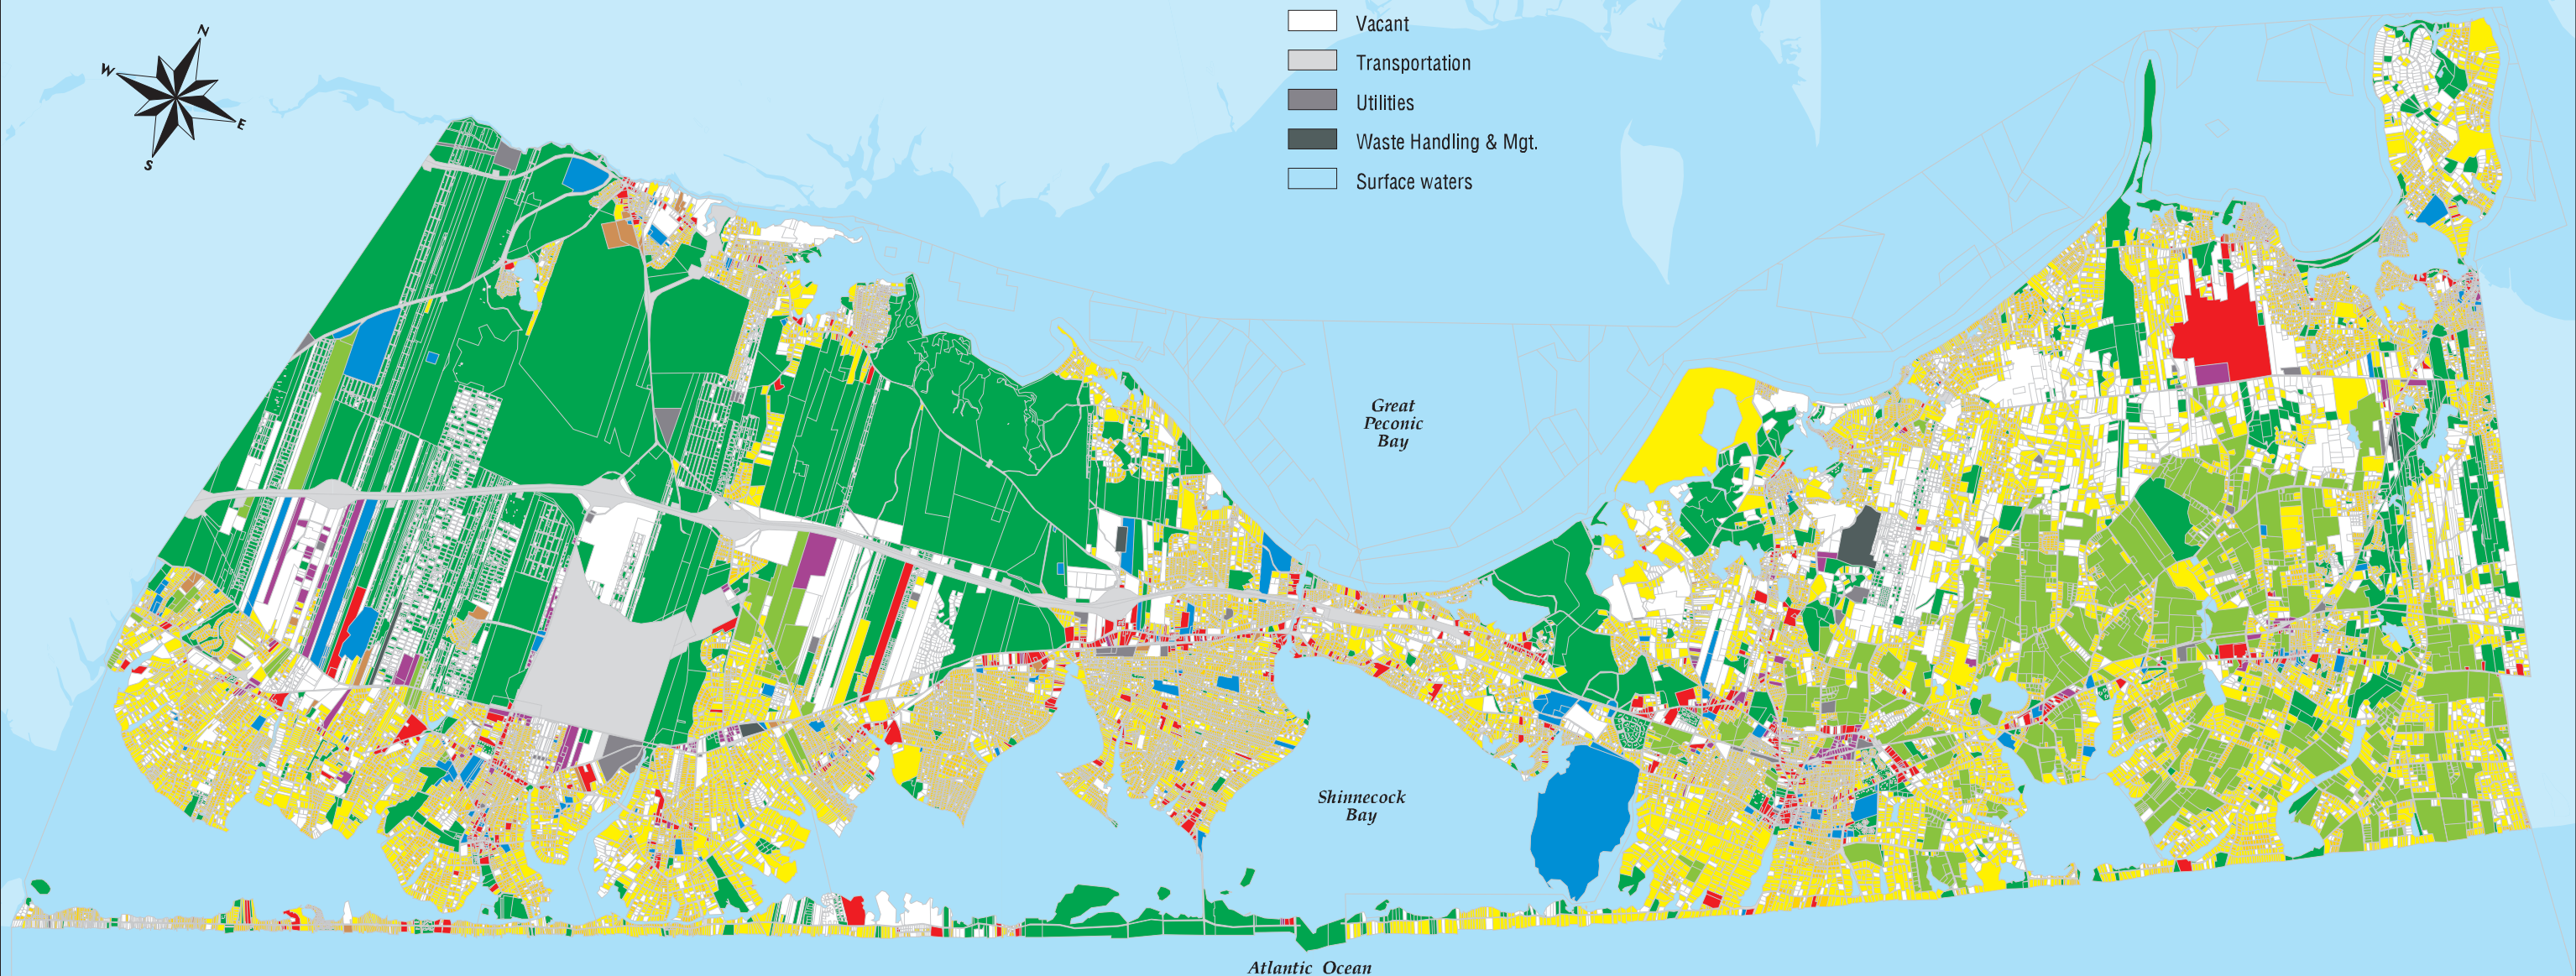 N
W
E
S
Vacant
Transportation
Utilities
Waste Handling & Mgt.
Surface waters
Great
Peconic
Bay
Shinnecock
Bay
Atlantic Ocean